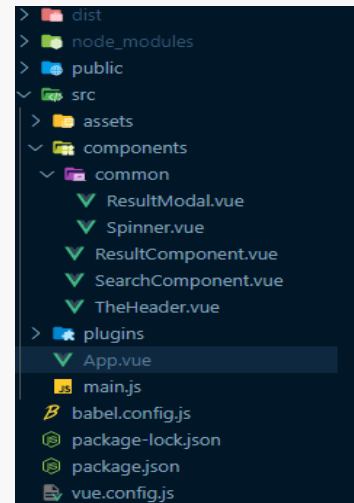 dist
node_modules
public
src
assets
components
common
ResultModal.vue
Spinner.vue
ResultComponent.vue
SearchComponent.vue
TheHeader.vue
plugins
App.vue
JS main.js
babel.config.js
package-lock.json
package.json
vue.config.js